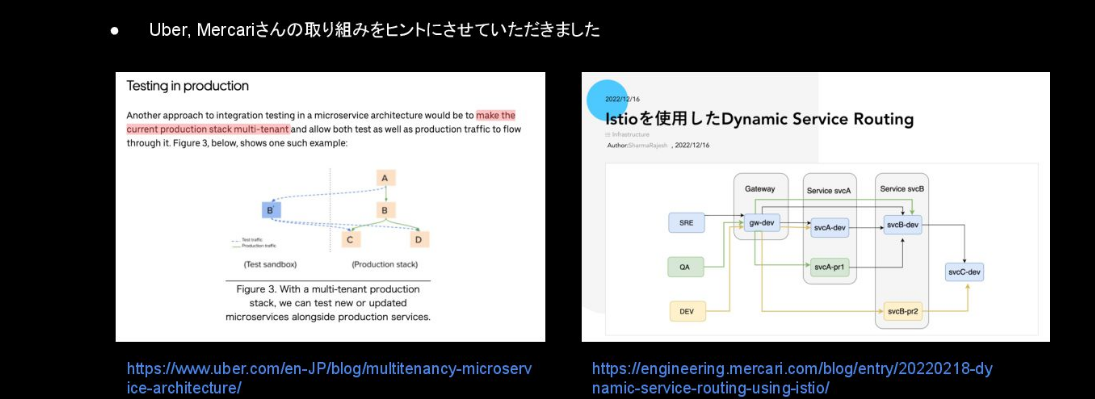 ● Uber, Mercariさんの取り組みをヒントにさせていただきました
Testing in production
Another approach to integration testing in a microservice architecture would be to make the
current production stack multi-tenant and allow both test as well as production traffic to flow
through it. Figure 3, below, shows one such example:
A
B
B
C
D
Test traffic
Production traffic
(Test sandbox)
(Production stack)
Figure 3. With a multi-tenant production
stack, we can test new or updated
microservices alongside production services.
https://www.uber.com/en-JP/blog/multitenancy-microserv
ice-architecture/
2022/12/16
Istioを使用したDynamic Service Routing
Infrastructure
Author:SharmaRajesh , 2022/12/16
Gateway
Service svcA
Service svcB
SRE
gw-dev
svcA-dev
svcB-dev
QA
svcA-pr1
svcC-dev
DEV
svcB-pr2
https://engineering.mercari.com/blog/entry/20220218-dy
namic-service-routing-using-istio/